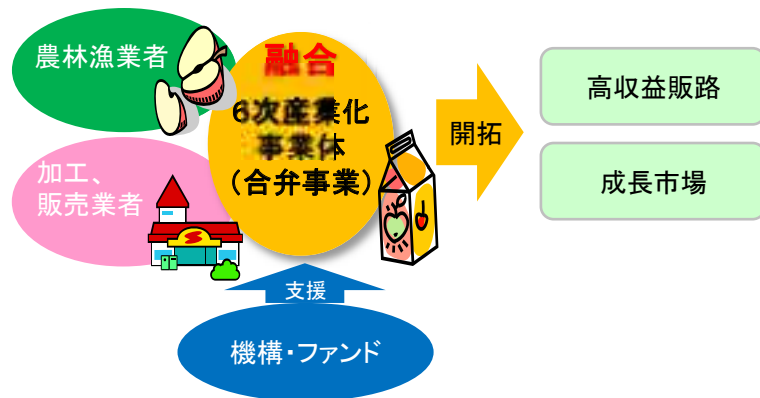 農林漁業者
融合
6次産業化
事業体
（合弁事業）
加工、
販売業者
開拓
高収益販路
成長市場
支援
機構・ファンド